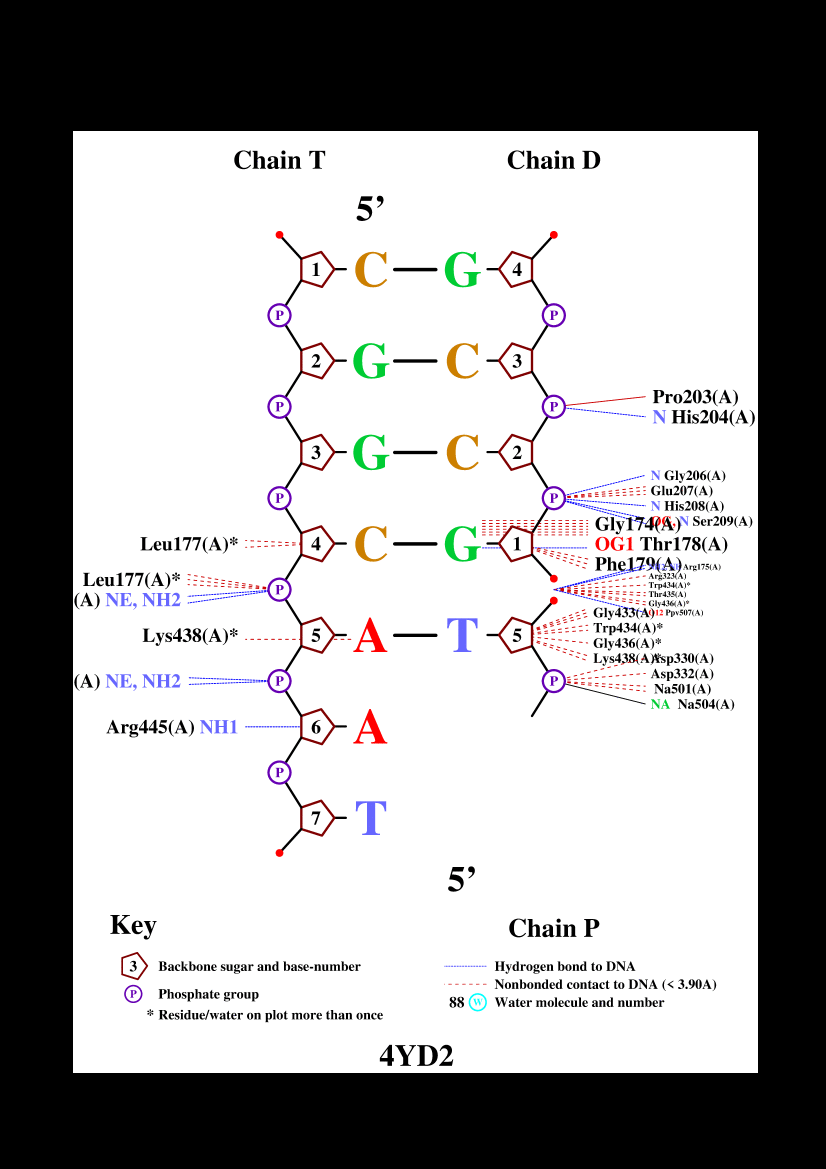 Chain T Chain D
5’
1 C G 4
P P
2 G C 3
P P
Pro203(A)
N His204(A)
3 G C 2
P P
N Gly206(A)
Glu207(A)
N His208(A)
OG, N Ser209(A)
Gly174(A)
Leu177(A)* 4 C G 1 OG1 Thr178(A)
Phe179(A)
Arg175(A)
Arg323(A)
Leu177(A)* Trp434(A)*
P
(A) NE, NH2 Thr435(A)
Gly436(A)*
O12 Ppv507(A)
Gly433(A)
Trp434(A)*
Lys438(A)* 5 A T 5
Gly436(A)*
Lys438(A)*
Asp330(A)
Asp332(A)
(A) NE, NH2 P P
Na501(A)
NA Na504(A)
Arg445(A) NH1 6 A
P
7 T
5’
Key Chain P
3 Backbone sugar and base-number
Hydrogen bond to DNA
P Phosphate group
Nonbonded contact to DNA (< 3.90A)
88 W Water molecule and number
* Residue/water on plot more than once
4YD2